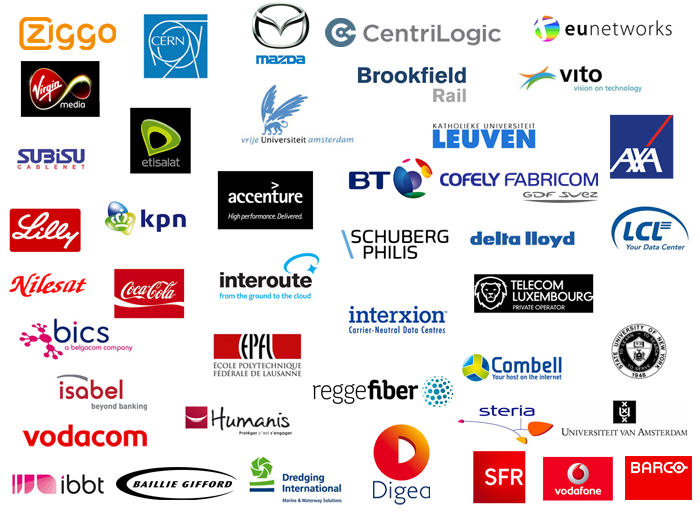 ziggo
CERN
mazda
CentriLogic
eunetworks
Virgin
media
Brookfield
Rail
vito
vision on technology
etisalat
vrije Universiteit amsterdam
KATHOLIEKE UNIVERSITEIT
LEUVEN
AXA
SUBISU
CABLENET
accenture
High performance. Delivered.
BT
COFELY FABRICOM
GDF SUEZ
Lilly
kpn
SCHUBERG
PHILIS
delta lloyd
LCL
Your Data Center
Nilesat
Coca-Cola
interoute
from the ground to the cloud
TELECOM
LUXEMBOURG
PRIVATE OPERATOR
interxion
Carrier-Neutral Data Centres
bics
a belgacom company
EPFL
ÉCOLE POLYTECHNIQUE
FÉDÉRALE DE LAUSANNE
Combell
Your host on the internet
STATE UNIVERSITY OF NEW YORK
1948
isabel
beyond banking
reggefiber
Humanis
Protéger c'est s'engager
steria
UNIVERSITEIT VAN AMSTERDAM
vodacom
Digea
ibbt
BAILLIE GIFFORD
Dredging
International
Marine & Waterway Solutions
SFR
vodafone
BARCO